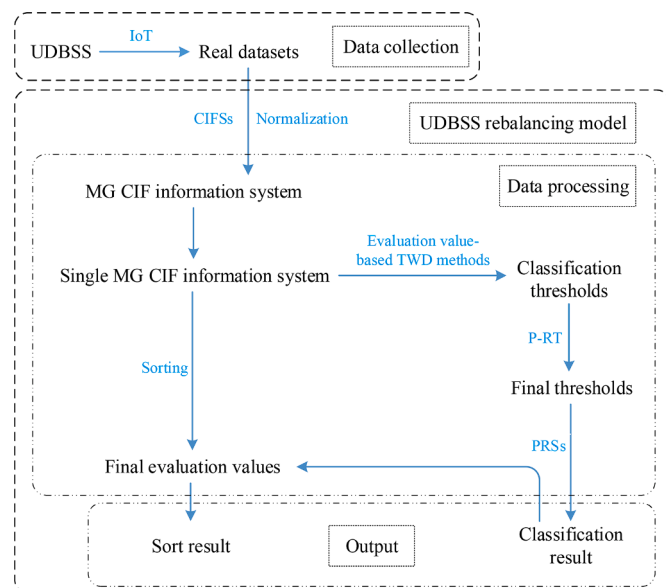 IoT
UDBSS
Real datasets
Data collection
CIFSs
Normalization
UDBSS rebalancing model
MG CIF information system
Data processing
Evaluation value-
based TWD methods
Single MG CIF information system
Classification
thresholds
P-RT
Sorting
Final thresholds
PRSs
Final evaluation values
Sort result
Output
Classification
result